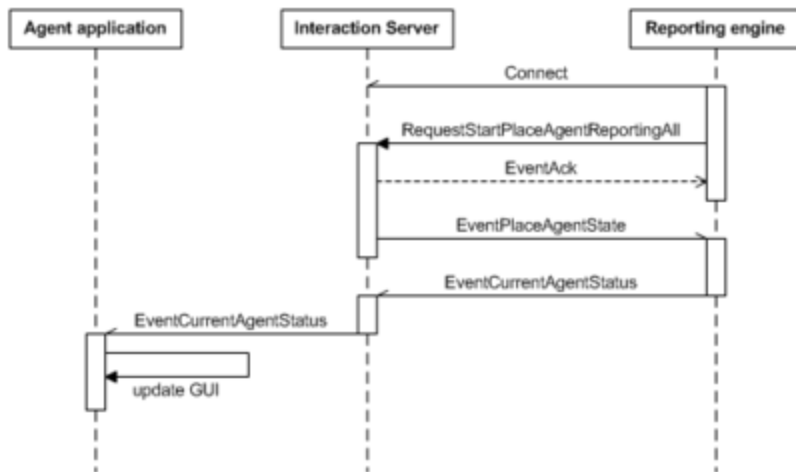 Agent application
Interaction Server
Reporting engine
Connect
RequestStartPlaceAgentReportingAll
EventAck
EventPlaceAgentState
EventCurrentAgentStatus
EventCurrentAgentStatus
update GUI